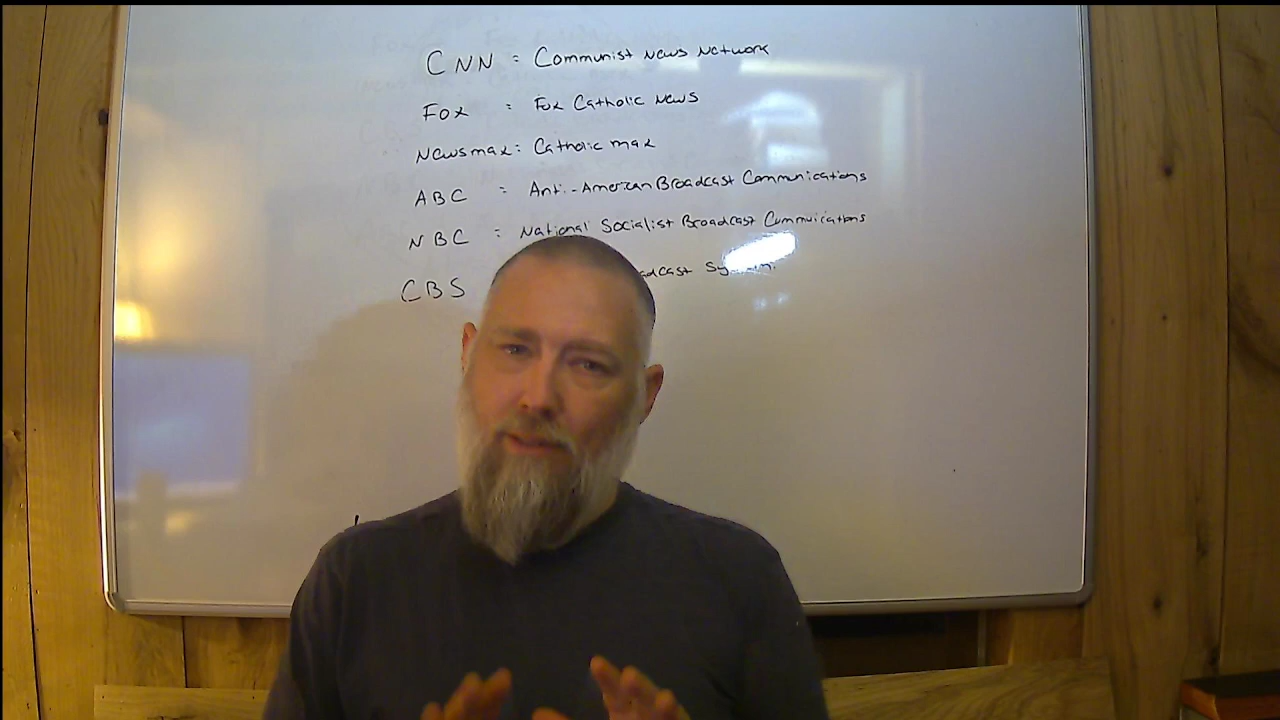 CNN = Communist News Network
Fox = Fox Catholic News
Newsmax = Catholic max
ABC = Anti-American Broadcast Communications
NBC = National Socialist Broadcast Commuications
CBS